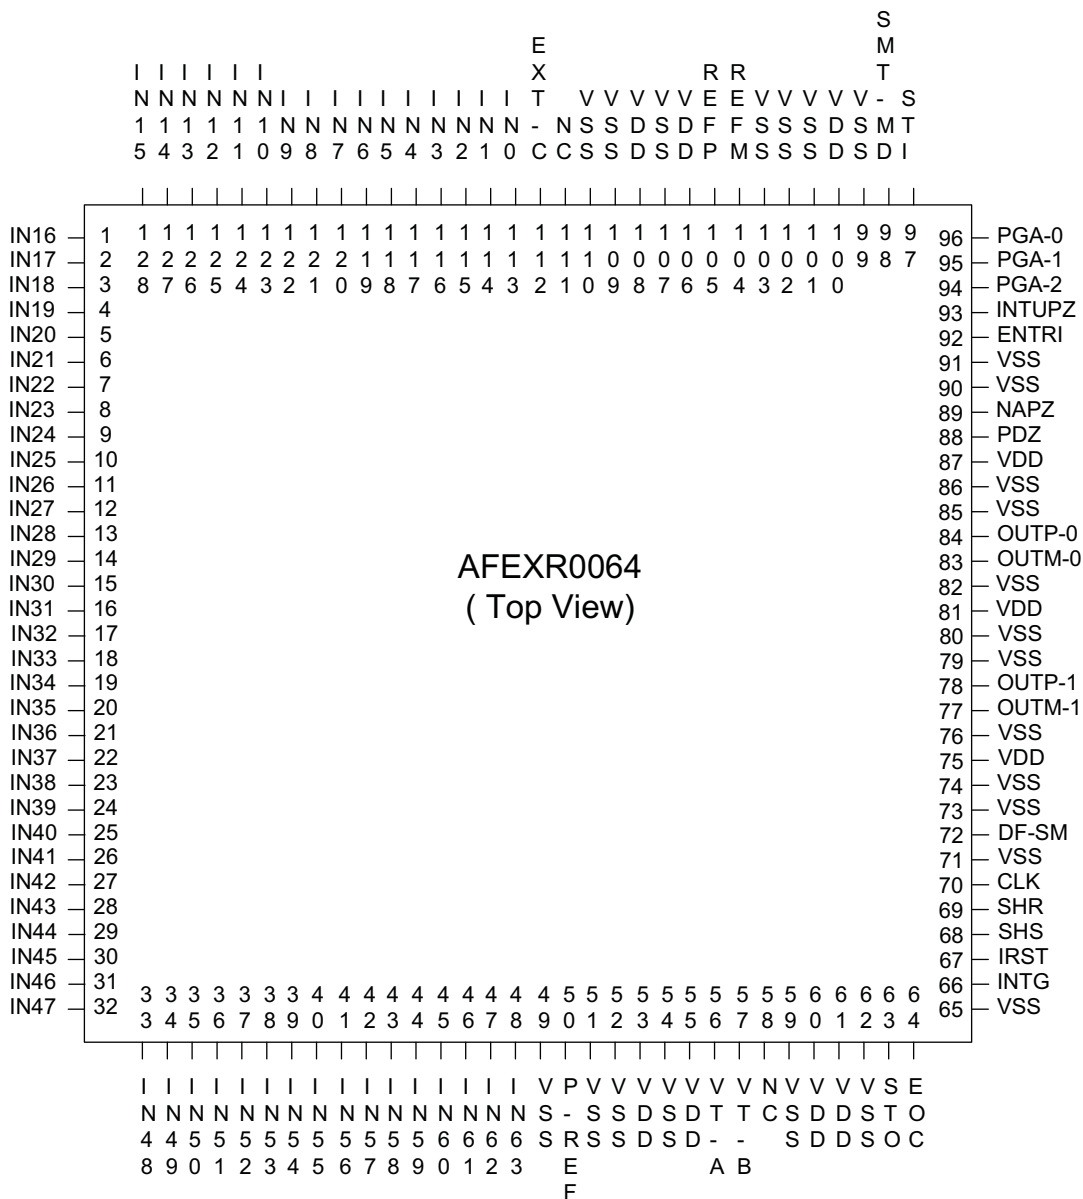 IN15
IN14
IN13
IN12
IN11
IN10
IN9
IN8
IN7
IN6
IN5
IN4
IN3
IN2
IN1
IN0
EXT-C
NC
VSS
VSS
VDD
VSS
VDD
REFP
REFM
VSS
VSS
VSS
VDD
VSS
SMT-MD
STI
128
127
126
125
124
123
122
121
120
119
118
117
116
115
114
113
112
111
110
109
108
107
106
105
104
103
102
101
100
99
98
97
IN16 1
IN17 2
IN18 3
IN19 4
IN20 5
IN21 6
IN22 7
IN23 8
IN24 9
IN25 10
IN26 11
IN27 12
IN28 13
IN29 14
IN30 15
IN31 16
IN32 17
IN33 18
IN34 19
IN35 20
IN36 21
IN37 22
IN38 23
IN39 24
IN40 25
IN41 26
IN42 27
IN43 28
IN44 29
IN45 30
IN46 31
IN47 32
AFEXR0064
( Top View)
96 PGA-0
95 PGA-1
94 PGA-2
93 INTUPZ
92 ENTRI
91 VSS
90 VSS
89 NAPZ
88 PDZ
87 VDD
86 VSS
85 VSS
84 OUTP-0
83 OUTM-0
82 VSS
81 VDD
80 VSS
79 VSS
78 OUTP-1
77 OUTM-1
76 VSS
75 VDD
74 VSS
73 VSS
72 DF-SM
71 VSS
70 CLK
69 SHR
68 SHS
67 IRST
66 INTG
65 VSS
33
34
35
36
37
38
39
40
41
42
43
44
45
46
47
48
49
50
51
52
53
54
55
56
57
58
59
60
61
62
63
64
IN48
IN49
IN50
IN51
IN52
IN53
IN54
IN55
IN56
IN57
IN58
IN59
IN60
IN61
IN62
IN63
VSS
P-REF
VSS
VSS
VDD
VSS
VDD
VT-A
VT-B
NC
VSS
VDD
VDD
VSS
STO
EOC